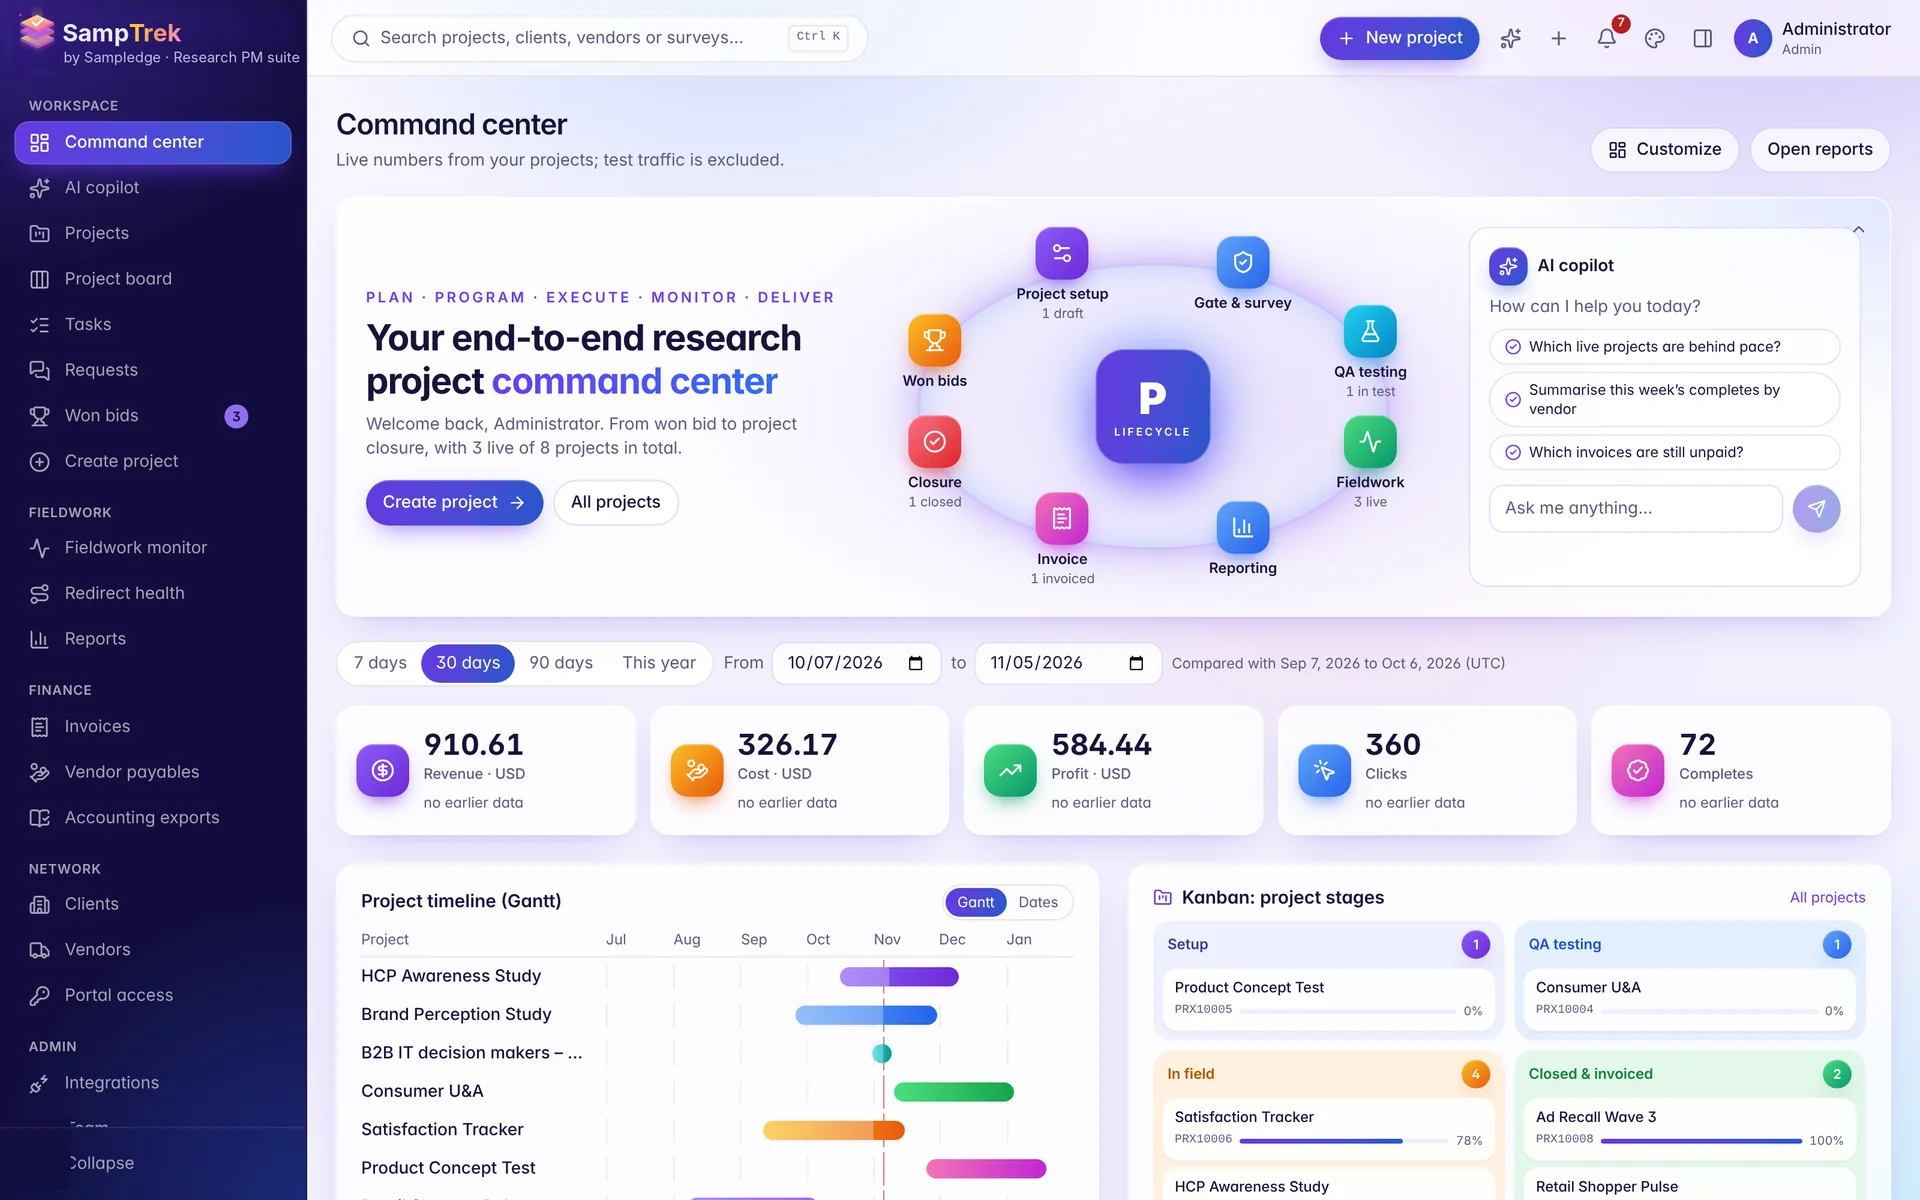 SampTrek
by Sampledge · Research PM suite
WORKSPACE
Command center
AI copilot
Projects
Project board
Tasks
Requests
Won bids
3
Create project
FIELDWORK
Fieldwork monitor
Redirect health
Reports
FINANCE
Invoices
Vendor payables
Accounting exports
NETWORK
Clients
Vendors
Portal access
ADMIN
Integrations
Collapse
Search projects, clients, vendors or surveys...
Ctrl K
New project
7
A
Administrator
Admin
Command center
Live numbers from your projects; test traffic is excluded.
Customize
Open reports
PLAN · PROGRAM · EXECUTE · MONITOR · DELIVER
Your end-to-end research
project command center
Welcome back, Administrator. From won bid to project
closure, with 3 live of 8 projects in total.
Create project
All projects
Project setup
1 draft
Gate & survey
Won bids
QA testing
1 in test
P
LIFECYCLE
Closure
1 closed
Fieldwork
3 live
Invoice
1 invoiced
Reporting
AI copilot
How can I help you today?
Which live projects are behind pace?
Summarise this week's completes by
vendor
Which invoices are still unpaid?
Ask me anything...
7 days
30 days
90 days
This year
From
10/07/2026
to
11/05/2026
Compared with Sep 7, 2026 to Oct 6, 2026 (UTC)
910.61
Revenue · USD
no earlier data
326.17
Cost · USD
no earlier data
584.44
Profit · USD
no earlier data
360
Clicks
no earlier data
72
Completes
no earlier data
Project timeline (Gantt)
Gantt
Dates
Project
Jul
Aug
Sep
Oct
Nov
Dec
Jan
HCP Awareness Study
Brand Perception Study
B2B IT decision makers – ...
Consumer U&A
Satisfaction Tracker
Product Concept Test
Kanban: project stages
All projects
Setup
1
Product Concept Test
PRX10005
0%
QA testing
1
Consumer U&A
PRX10004
0%
In field
4
Satisfaction Tracker
PRX10006
78%
HCP Awareness Study
Closed & invoiced
2
Ad Recall Wave 3
PRX10008
100%
Retail Shopper Pulse